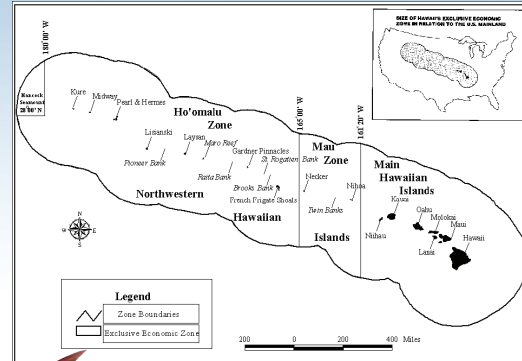 180°00' W
SIZE OF HAWAII'S EXCLUSIVE ECONOMIC
ZONE IN RELATION TO THE U.S. MAINLAND
Hancock
Seamount
28°00' N
Kure
Midway
Pearl & Hermes
Ho'omalu
Zone
165°00' W
Mau
Zone
161°20' W
Lisianski
Laysan
Maro Reef
Gardner Pinnacles
St. Rogatien Bank
Pioneer Bank
Raita Bank
Brooks Bank
French Frigate Shoals
Necker
Nihoa
Twin Banks
Main
Hawaiian
Islands
Kauai
Niihau
Oahu
Molokai
Maui
Lanai
Hawaii
Northwestern
Hawaiian
Islands
N
W
E
S
Legend
Zone Boundaries
Exclusive Economic Zone
200 0 200 400 Miles